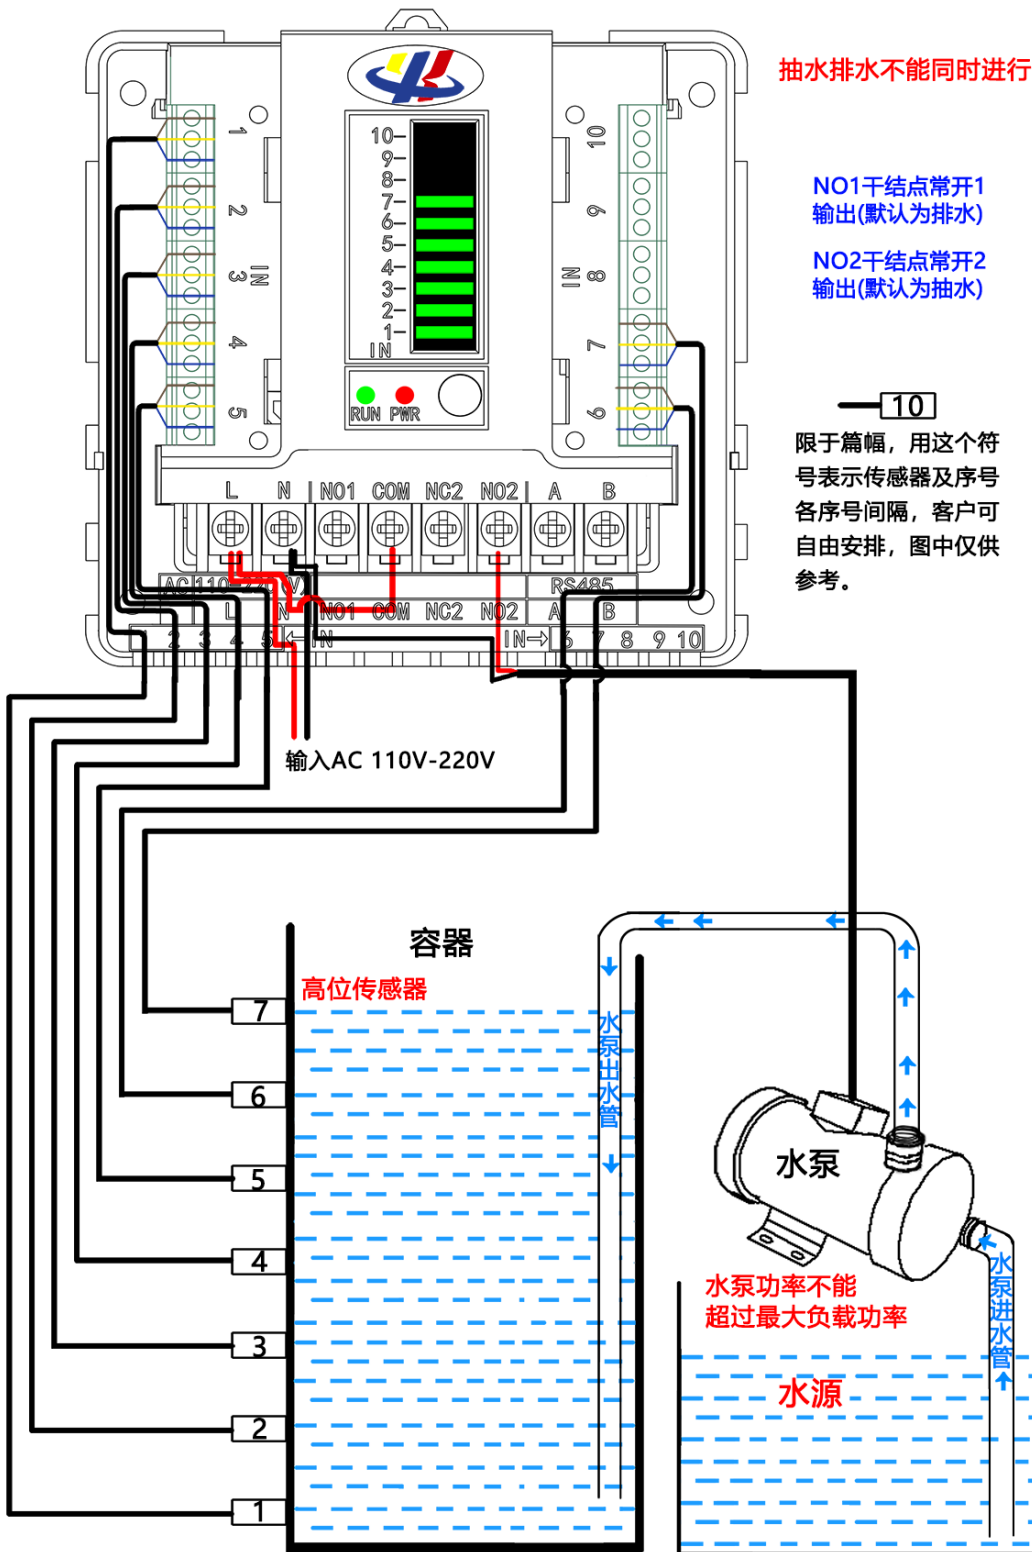 抽水排水不能同时进行
NO1干结点常开1
输出(默认为排水)
NO2干结点常开2
输出(默认为抽水)
10
限于篇幅，用这个符
号表示传感器及序号
各序号间隔，客户可
自由安排，图中仅供
参考。
1
2
3
4
5
IN
10
9
8
7
6
5
4
3
2
1
IN
RUN PWR
10
9
8
7
6
IN
L N NO1 COM NC2 NO2 A B
AC 110-220V) RS485
L N NO1 COM NC2 NO2 A B
2 3 4 5 ←IN IN→ 6 7 8 9 10
输入AC 110V-220V
容器
高位传感器
7
6
5
4
3
2
1
水泵出水管
水泵
水泵功率不能
超过最大负载功率
水泵进水管
水源